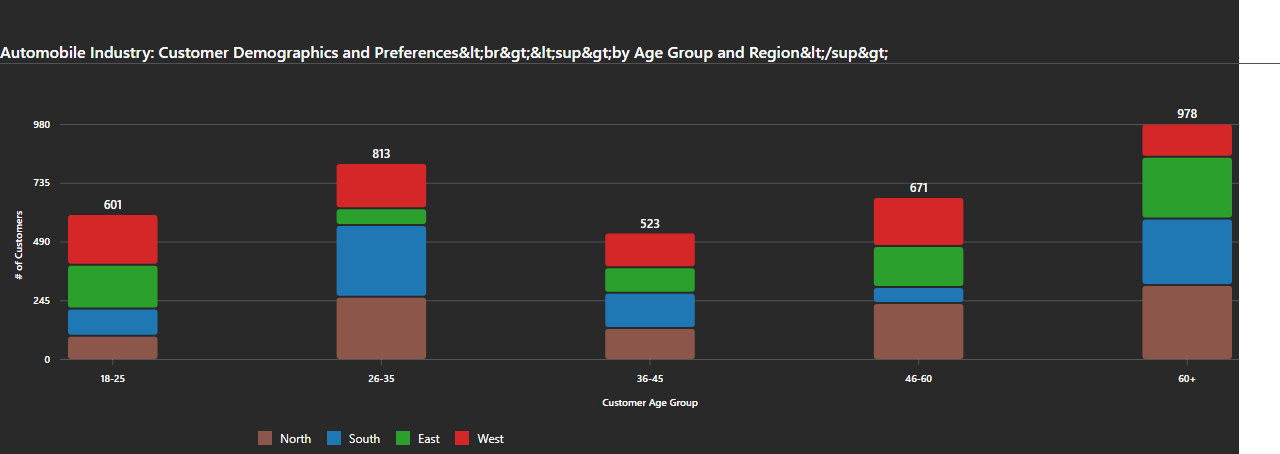 Automobile Industry: Customer Demographics and Preferences&lt;br&gt;&lt;sup&gt;by Age Group and Region&lt;/sup&gt;
978
980
813
735
671
601
523
490
# of Customers
245
0
18-25 26-35 36-45 46-60 60+
Customer Age Group
North South East West